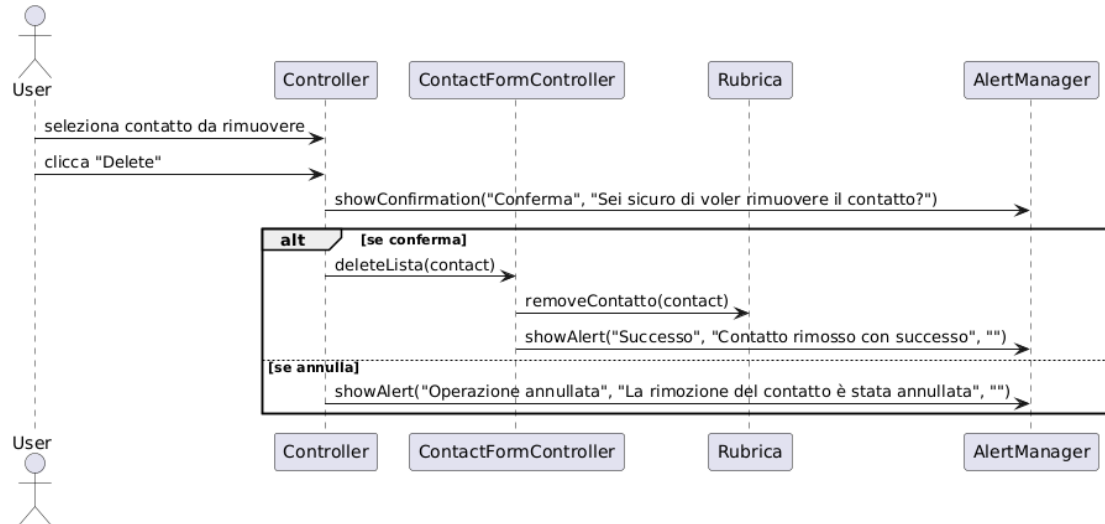 User
Controller
ContactFormController
Rubrica
AlertManager
seleziona contatto da rimuovere
clicca "Delete"
showConfirmation("Conferma", "Sei sicuro di voler rimuovere il contatto?")
alt
[se conferma]
deleteLista(contact)
removeContatto(contact)
showAlert("Successo", "Contatto rimosso con successo", "")
[se annulla]
showAlert("Operazione annullata", "La rimozione del contatto è stata annullata", "")
User
Controller
ContactFormController
Rubrica
AlertManager